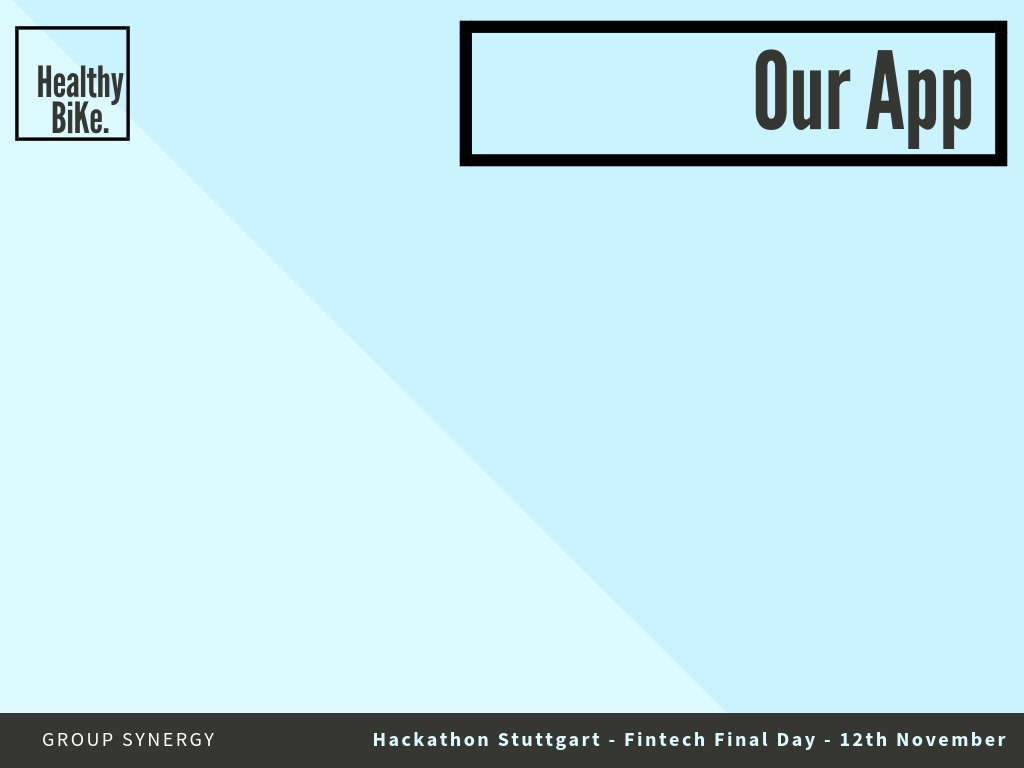 Healthy
BiKe.
Our App
GROUP SYNERGY
Hackathon Stuttgart - Fintech Final Day - 12th November